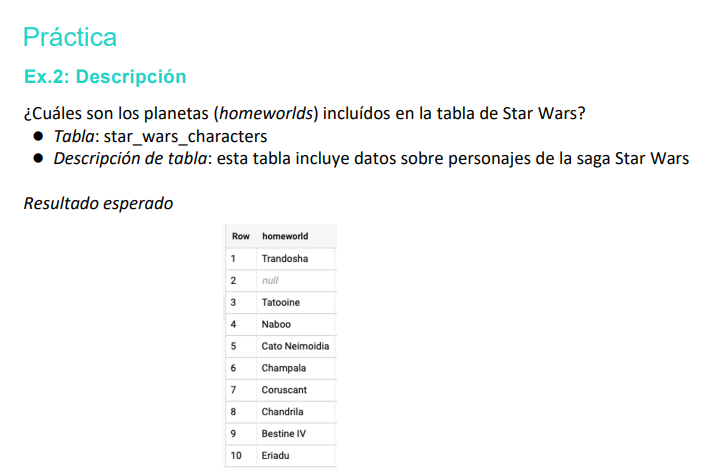 Práctica
Ex.2: Descripción
¿Cuáles son los planetas (homeworlds) incluídos en la tabla de Star Wars?
● Tabla: star_wars_characters
● Descripción de tabla: esta tabla incluye datos sobre personajes de la saga Star Wars
Resultado esperado
Row homeworld
1 Trandosha
2 null
3 Tatooine
4 Naboo
5 Cato Neimoidia
6 Champala
7 Coruscant
8 Chandrila
9 Bestine IV
10 Eriadu